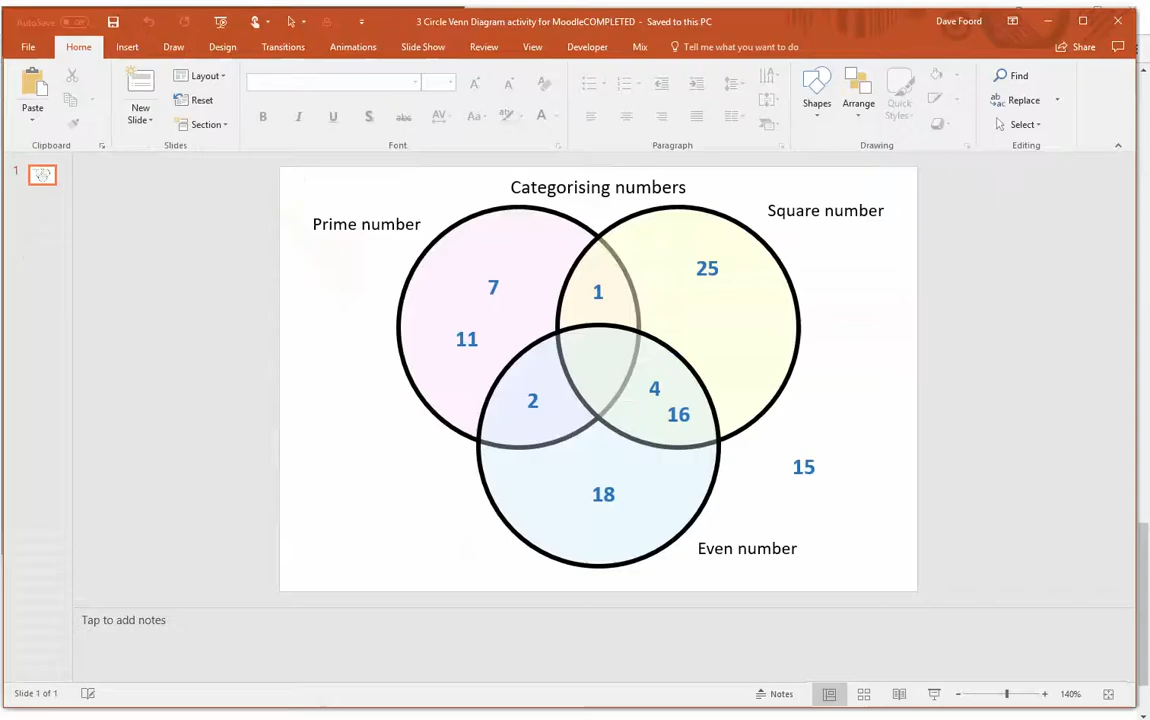 AutoSave Off
3 Circle Venn Diagram activity for MoodleCOMPLETED - Saved to this PC
Dave Foord
File Home Insert Draw Design Transitions Animations Slide Show Review View Developer Mix Tell me what you want to do Share
Paste
New Slide
Layout
Reset
Section
B I U S abc AV Aa A
Shapes
Arrange
Quick Styles
Find
Replace
Select
Clipboard Slides Font Paragraph Drawing Editing
1
Categorising numbers
Prime number
Square number
25
7
1
11
4
2
16
15
18
Even number
Tap to add notes
Slide 1 of 1
Notes
140%